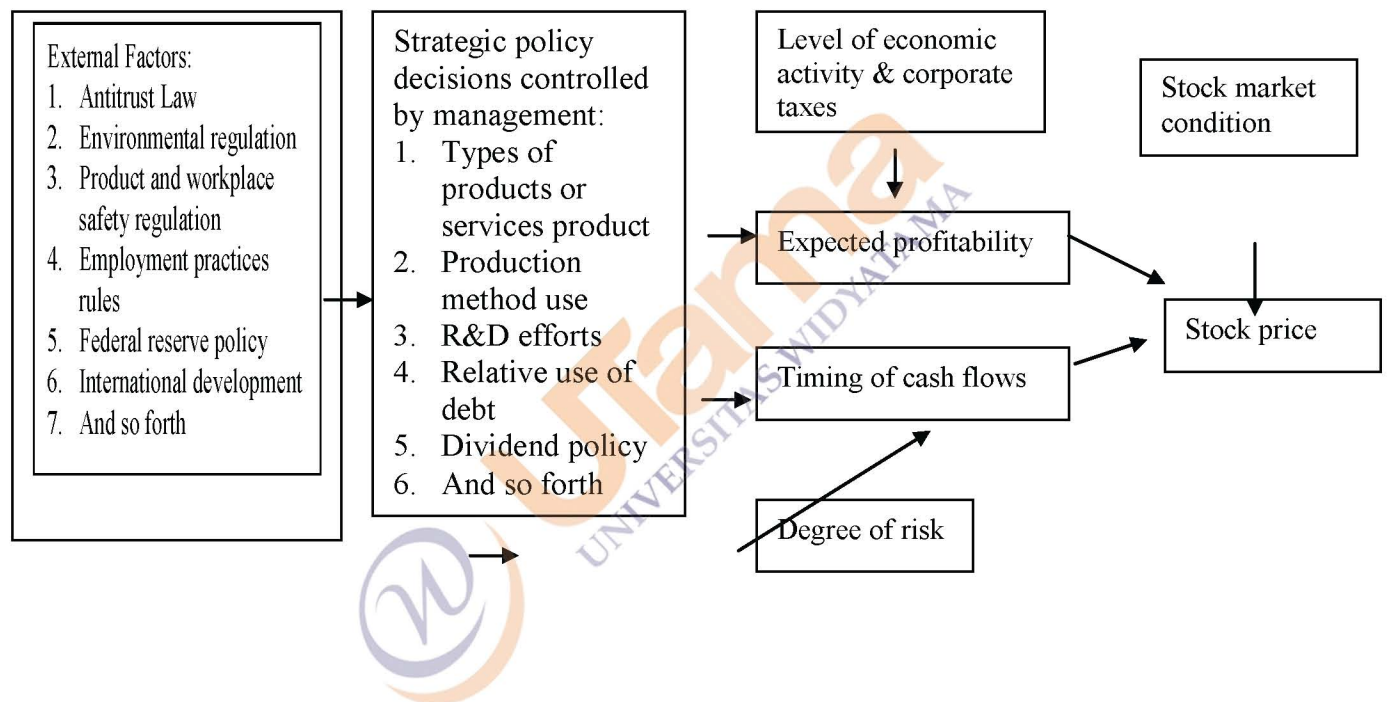 External Factors:
1. Antitrust Law
2. Environmental regulation
3. Product and workplace
safety regulation
4. Employment practices
rules
5. Federal reserve policy
6. International development
7. And so forth
Strategic policy
decisions controlled
by management:
1. Types of
products or
services product
2. Production
method use
3. R&D efforts
4. Relative use of
debt
5. Dividend policy
6. And so forth
Level of economic
activity & corporate
taxes
Expected profitability
Timing of cash flows
Degree of risk
Stock market
condition
Stock price
Utama
UNIVERSITAS WIDYATAMA